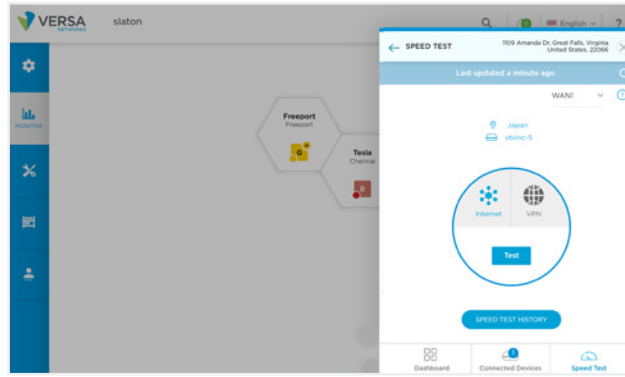 VERSA
NETWORKS
slaton
English
?
MONITOR
Freeport
Freeport
G
Tesla
Chennai
SPEED TEST
1109 Amanda Dr, Great Falls, Virginia
United States, 22066
Last updated a minute ago
WAN1
?
Japan
vbiinc-S
Internet
VPN
Test
SPEED TEST HISTORY
Dashboard
1
Connected Devices
Speed Test